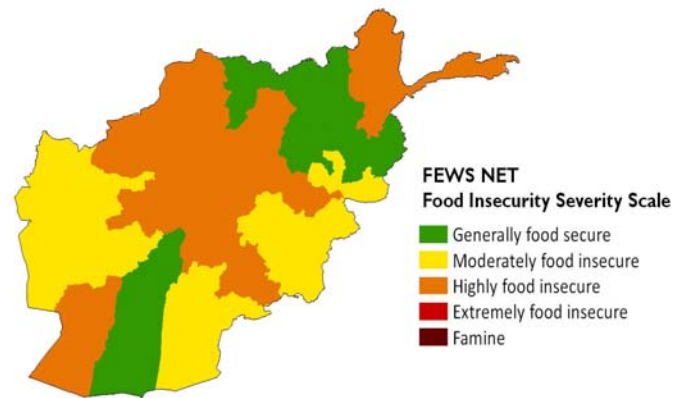 FEWS NET
Food Insecurity Severity Scale
Generally food secure
Moderately food insecure
Highly food insecure
Extremely food insecure
Famine